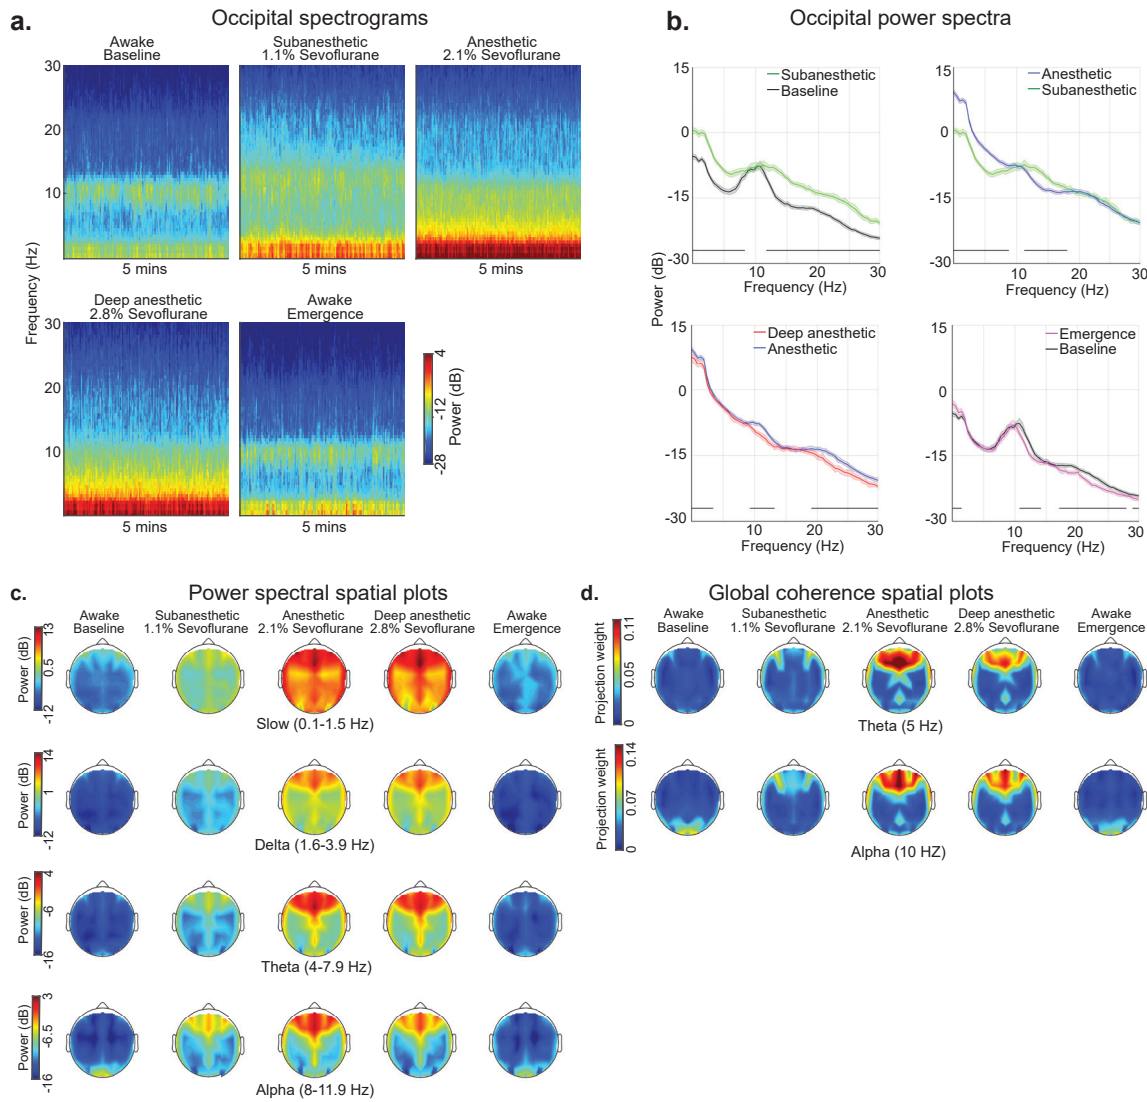 a.
Occipital spectrograms
Awake
Baseline
Subanesthetic
1.1% Sevoflurane
Anesthetic
2.1% Sevoflurane
30
20
10
5 mins
5 mins
5 mins
Frequency (Hz)
Deep anesthetic
2.8% Sevoflurane
Awake
Emergence
30
20
10
5 mins
5 mins
4
-12
-28
Power (dB)
b.
Occipital power spectra
Power (dB)
15
0
-15
-30
Subanesthetic
Baseline
10
20
30
Frequency (Hz)
15
0
-15
-30
Anesthetic
Subanesthetic
10
20
30
Frequency (Hz)
15
0
-15
-30
Deep anesthetic
Anesthetic
10
20
30
Frequency (Hz)
15
0
-15
-30
Emergence
Baseline
10
20
30
Frequency (Hz)
c.
Power spectral spatial plots
Awake
Baseline
Subanesthetic
1.1% Sevoflurane
Anesthetic
2.1% Sevoflurane
Deep anesthetic
2.8% Sevoflurane
Awake
Emergence
Power (dB)
13
0.5
-12
Slow (0.1-1.5 Hz)
Power (dB)
14
1
-12
Delta (1.6-3.9 Hz)
Power (dB)
4
-6
-16
Theta (4-7.9 Hz)
Power (dB)
3
-6.5
-16
Alpha (8-11.9 Hz)
d.
Global coherence spatial plots
Awake
Baseline
Subanesthetic
1.1% Sevoflurane
Anesthetic
2.1% Sevoflurane
Deep anesthetic
2.8% Sevoflurane
Awake
Emergence
Projection weight
0.11
0.05
0
Theta (5 Hz)
Projection weight
0.14
0.07
0
Alpha (10 HZ)